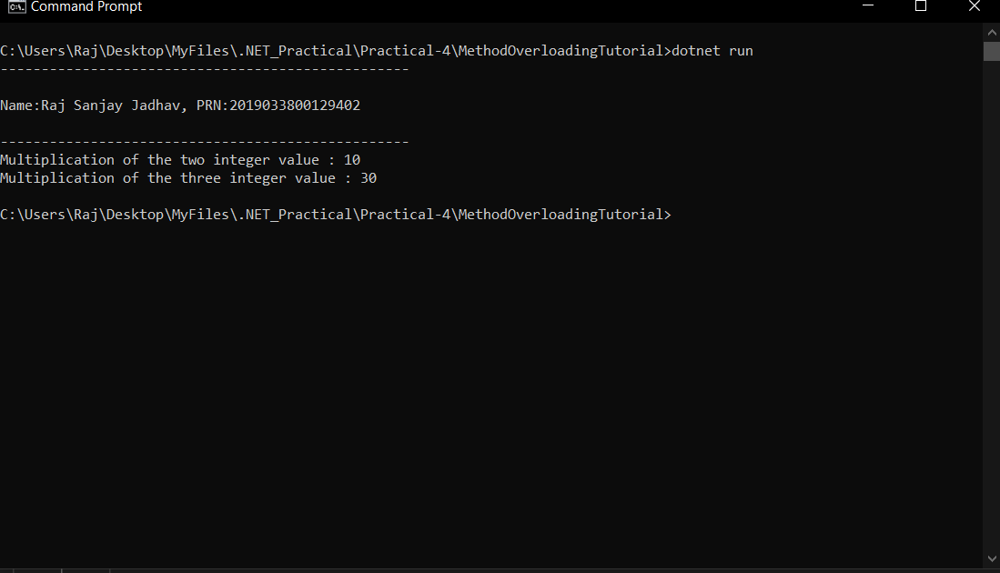 Command Prompt
C:\Users\Raj\Desktop\MyFiles\.NET_Practical\Practical-4\MethodOverloadingTutorial>dotnet run
--------------------------------------------------
Name:Raj Sanjay Jadhav, PRN:2019033800129402
--------------------------------------------------
Multiplication of the two integer value : 10
Multiplication of the three integer value : 30
C:\Users\Raj\Desktop\MyFiles\.NET_Practical\Practical-4\MethodOverloadingTutorial>